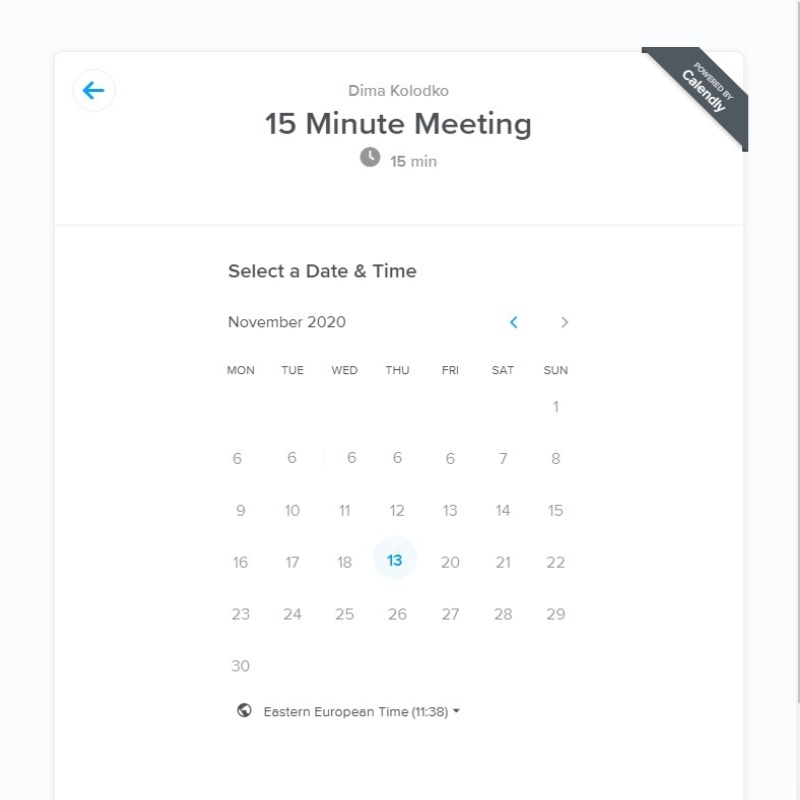 Dima Kolodko
15 Minute Meeting
15 min
POWERED BY
Calendly
Select a Date & Time
November 2020
MON TUE WED THU FRI SAT SUN
1
6 6 6 6 6 7 8
9 10 11 12 13 14 15
16 17 18 13 20 21 22
23 24 25 26 27 28 29
30
Eastern European Time (11:38)